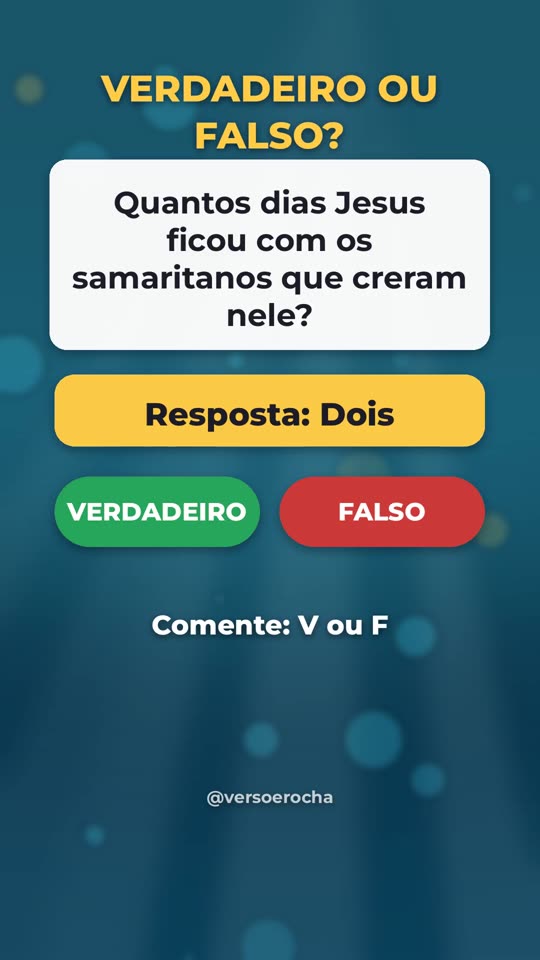 VERDADEIRO OU
FALSO?
Quantos dias Jesus
ficou com os
samaritanos que creram
nele?
Resposta: Dois
VERDADEIRO
FALSO
Comente: V ou F
@versoerocha